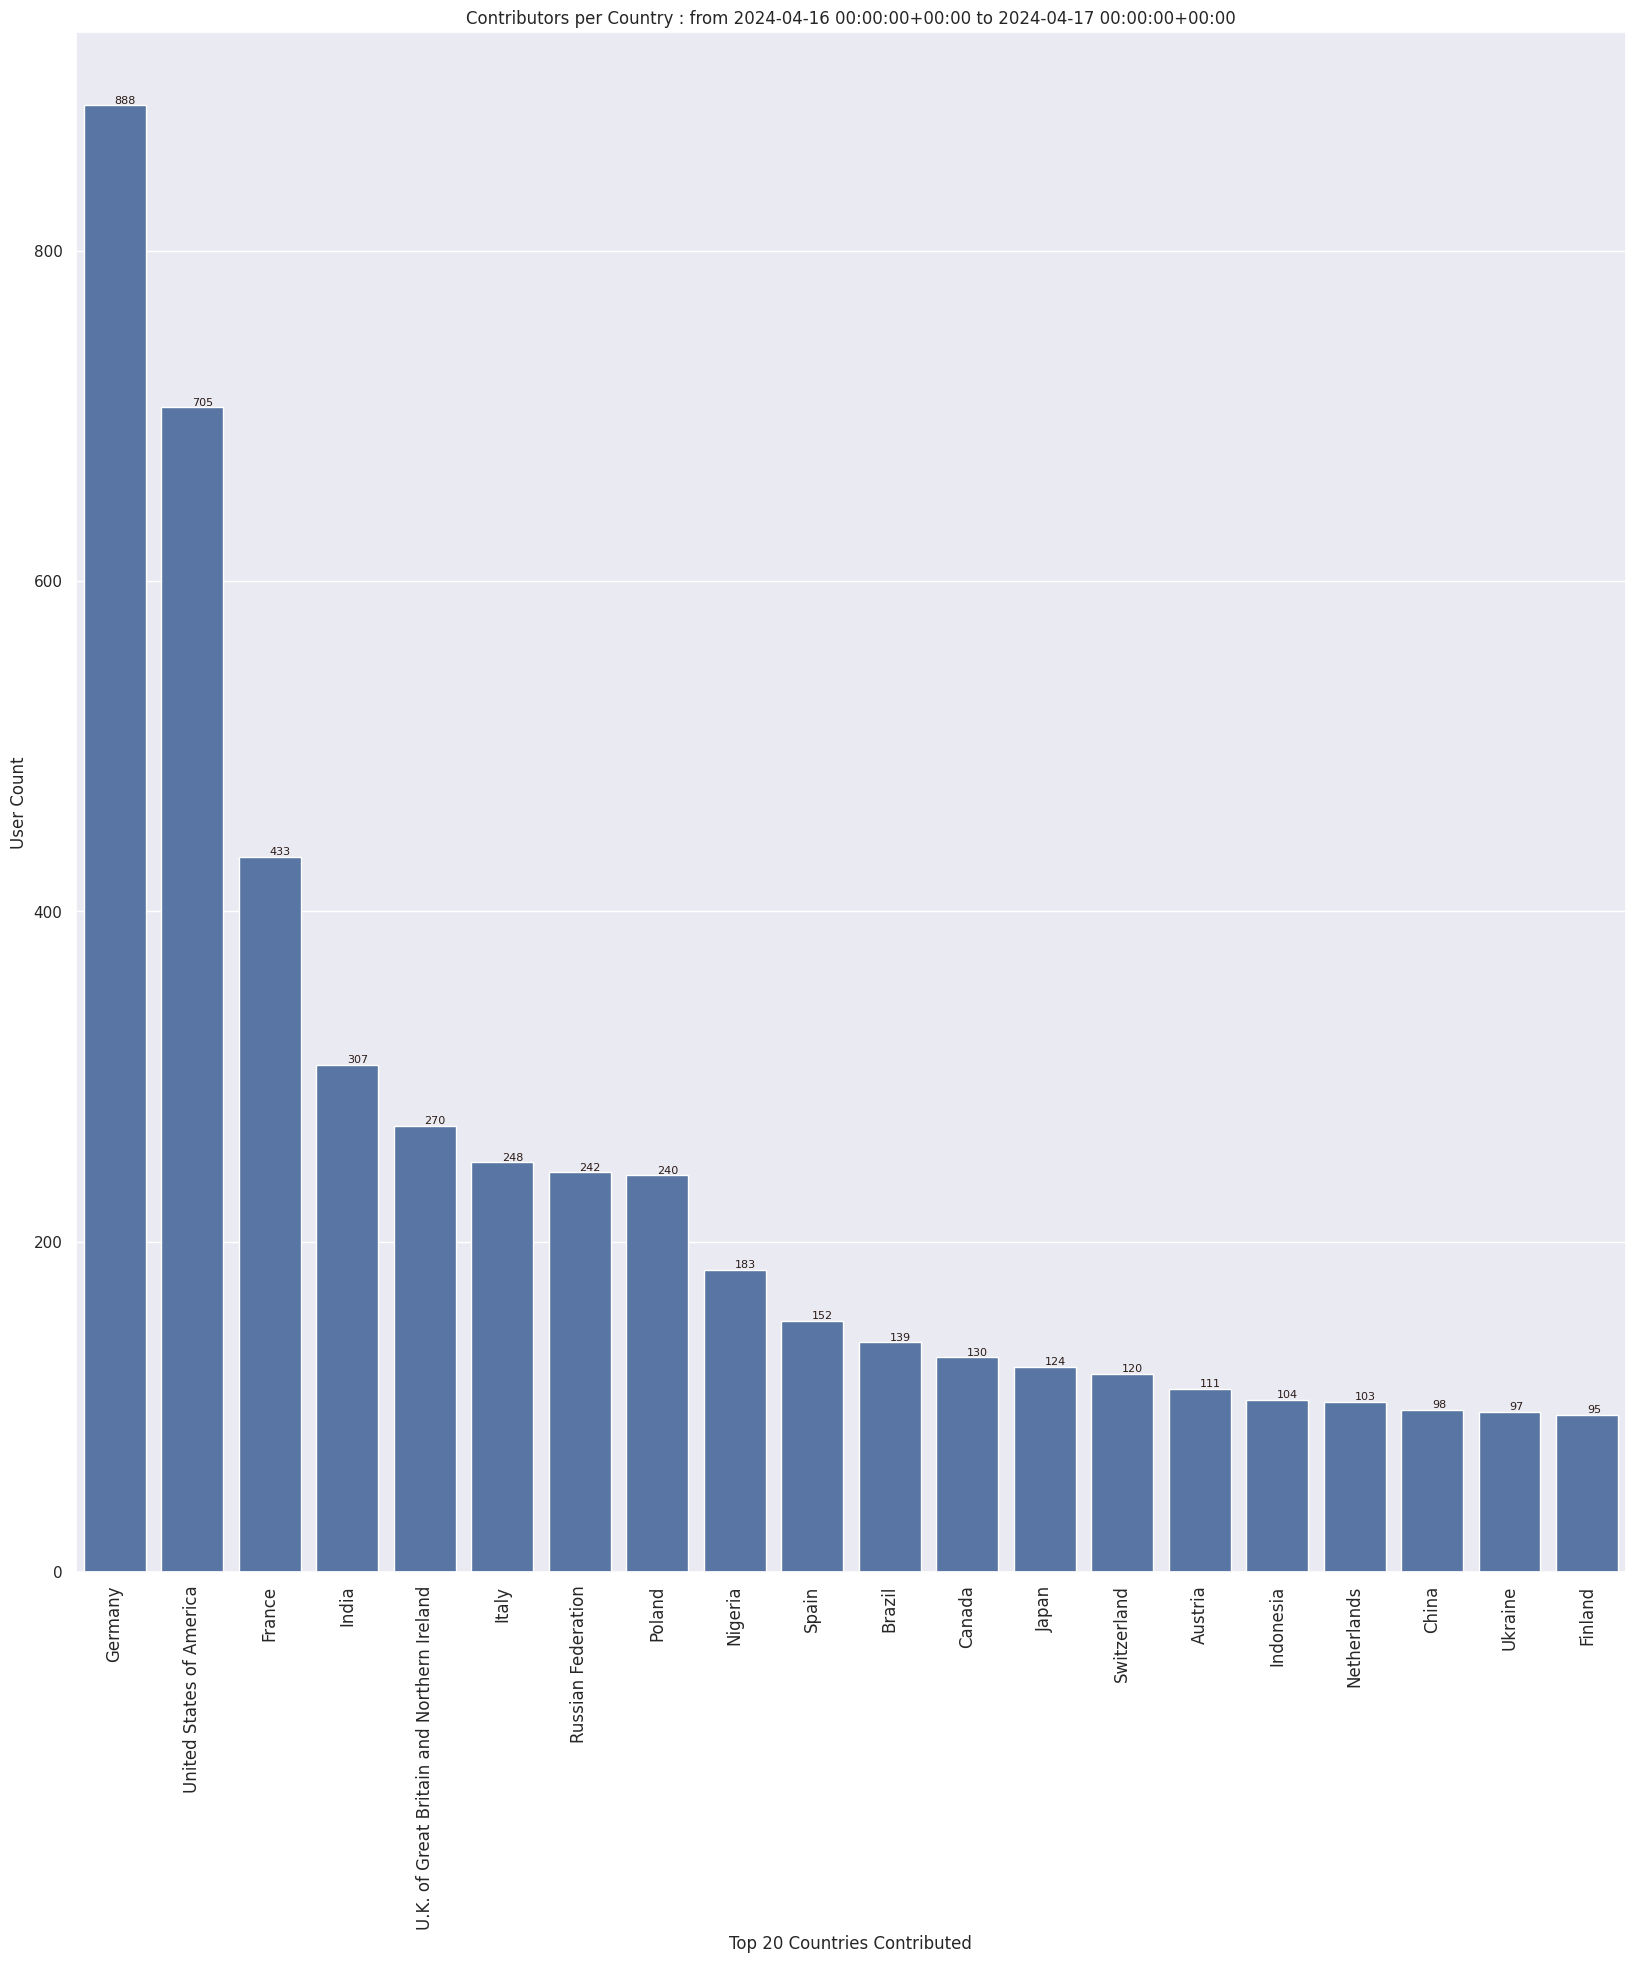 Contributors per Country : from 2024-04-16 00:00:00+00:00 to 2024-04-17 00:00:00+00:00
User Count
800
600
400
200
0
888
705
433
307
270
248
242
240
183
152
139
130
124
120
111
104
103
98
97
95
Germany
United States of America
France
India
U.K. of Great Britain and Northern Ireland
Italy
Russian Federation
Poland
Nigeria
Spain
Brazil
Canada
Japan
Switzerland
Austria
Indonesia
Netherlands
China
Ukraine
Finland
Top 20 Countries Contributed